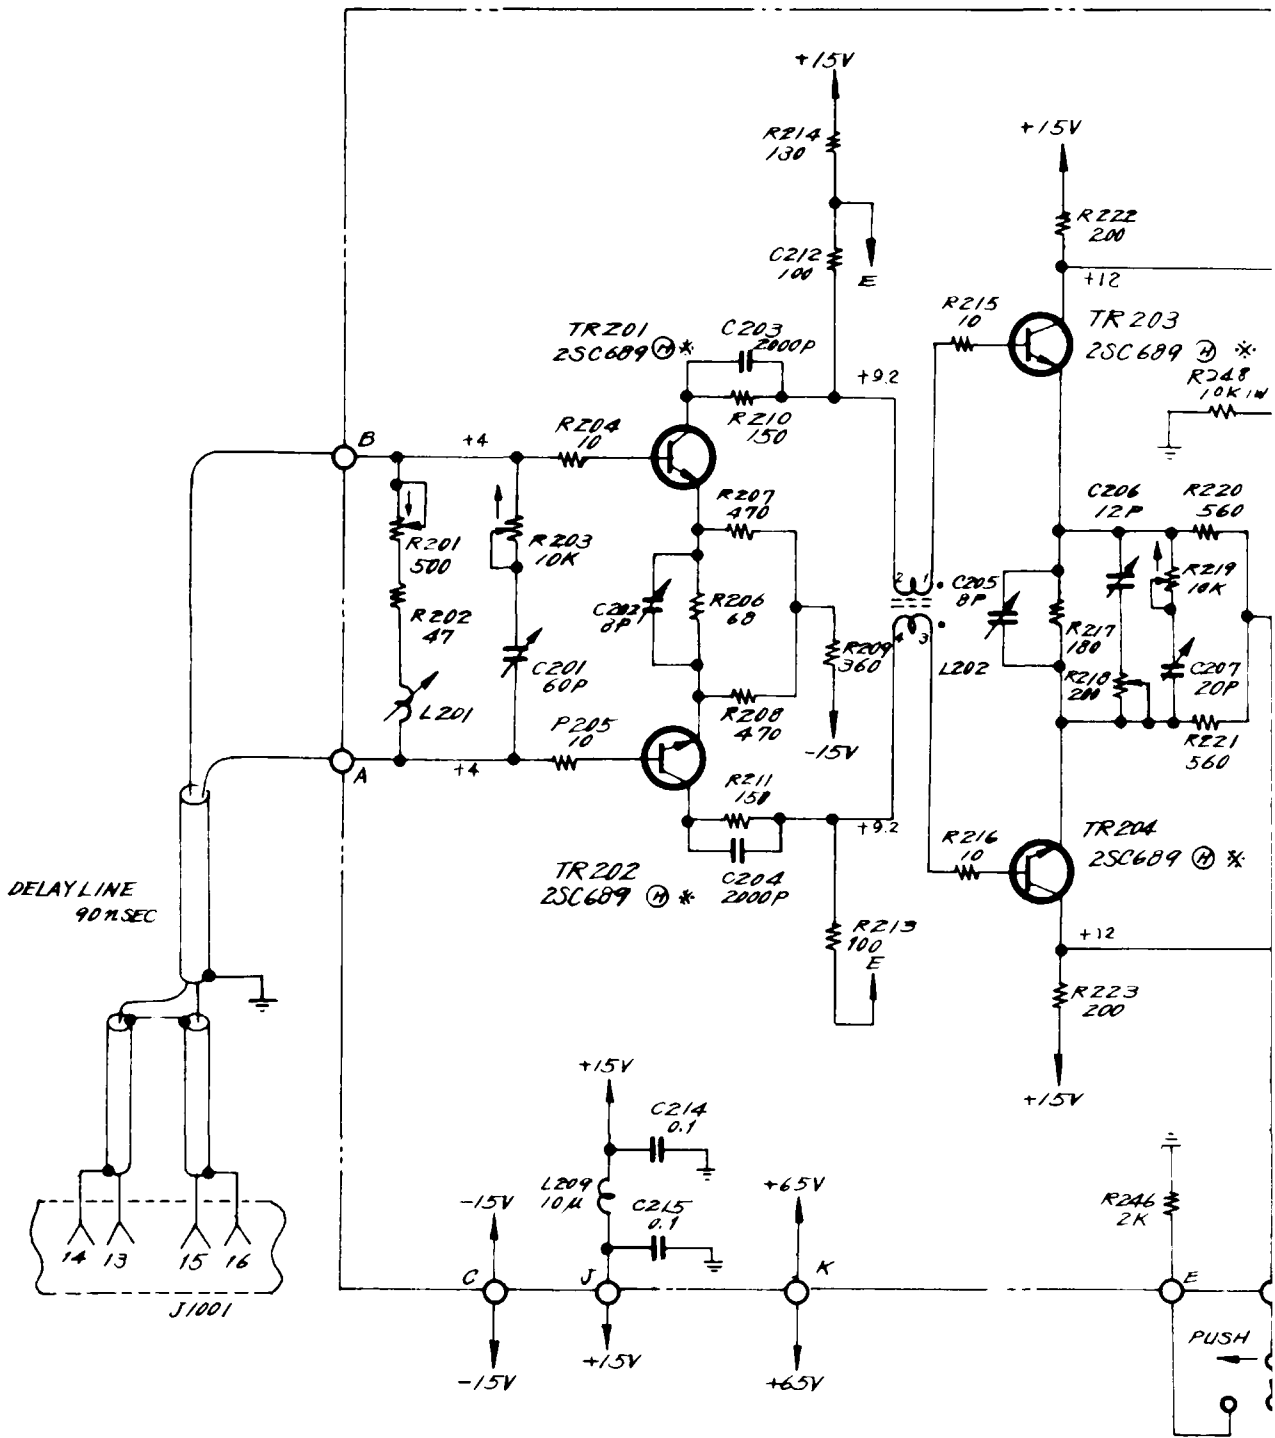 +15V
R214
130
+15V
R222
200
C212
100
E
+12
R215
10
TR203
2SC689 Ⓗ ※
TR201
2SC689 Ⓗ *
C203
2000P
+9.2
R248
10K 1W
R210
150
R204
10
B
+4
R207
470
C206
12P
R220
560
R201
500
R203
10K
R219
10K
2 1
C205
8P
C202
8P
R206
68
R202
47
4 3
R217
180
R209
360
L202
C201
60P
R218
200
C207
20P
L201
R208
470
P205
10
-15V
R221
560
A
+4
R211
150
+9.2
R216
10
TR204
2SC689 Ⓗ ※
TR202
2SC689 Ⓗ *
C204
2000P
DELAY LINE
90nSEC
R213
100
E
+12
R223
200
+15V
+15V
C214
0.1
L209
10µ
-15V
C215
0.1
+65V
R246
2K
14 13 15 16
C
J
K
E
J1001
PUSH
+15V
-15V
+65V